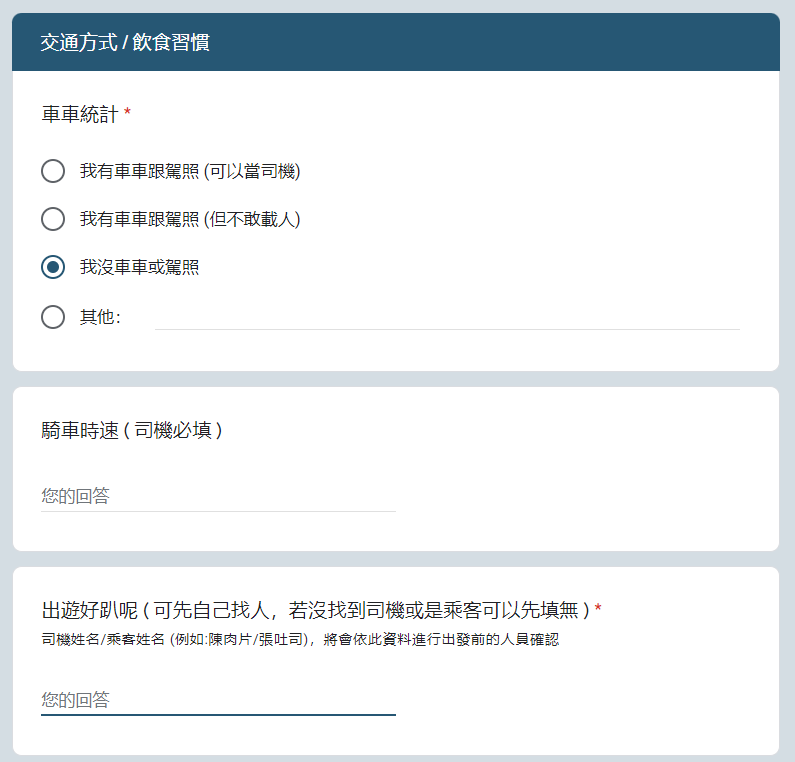 交通方式 / 飲食習慣
車車統計 *
我有車車跟駕照 (可以當司機)
我有車車跟駕照 (但不敢載人)
我沒車車或駕照
其他：
騎車時速 ( 司機必填 )
您的回答
出遊好趴呢 ( 可先自己找人，若沒找到司機或是乘客可以先填無 ) *
司機姓名/乘客姓名 (例如:陳肉片/張吐司)，將會依此資料進行出發前的人員確認
您的回答